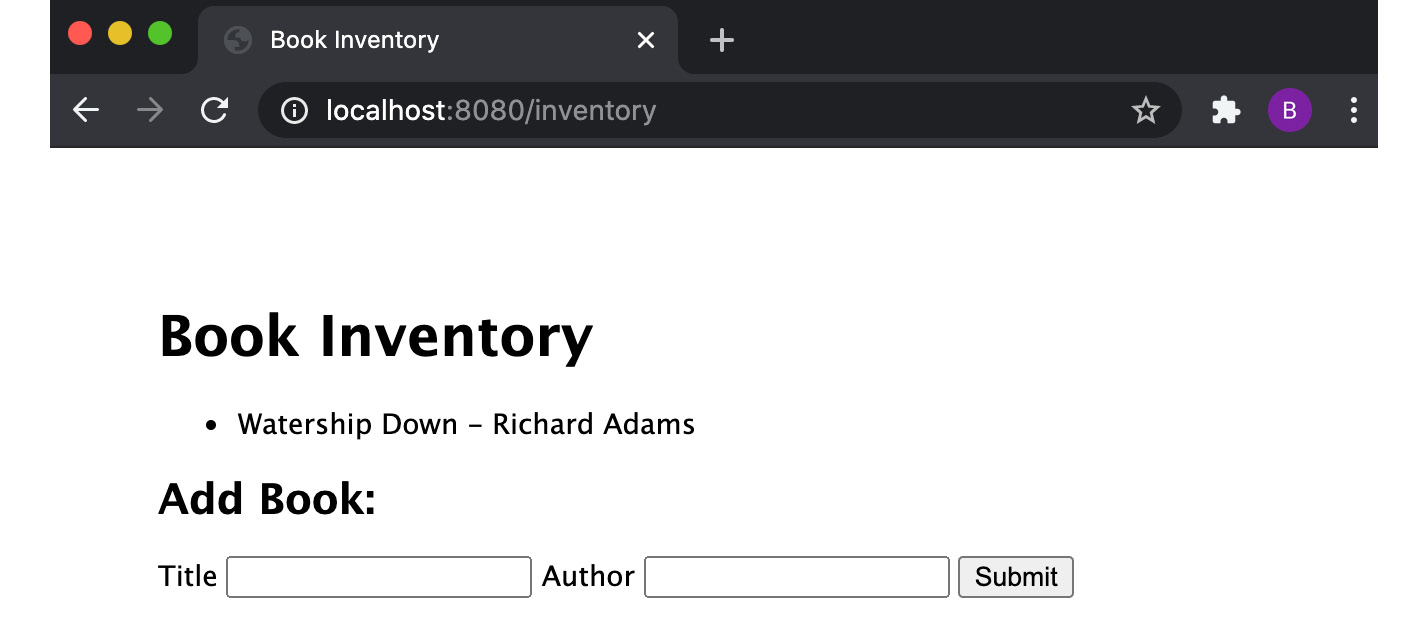 Book Inventory
localhost:8080/inventory
B
Book Inventory
• Watership Down – Richard Adams
Add Book:
Title Author Submit